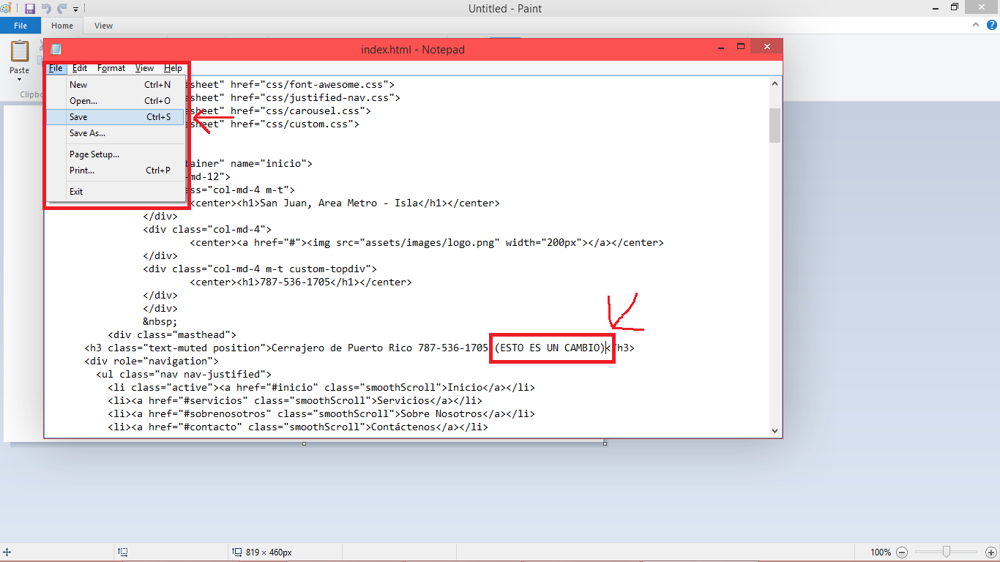 Untitled - Paint
File Home View
Paste
Clipb
index.html - Notepad
File Edit Format View Help
New Ctrl+N
Open... Ctrl+O
Save Ctrl+S
Save As...
Page Setup...
Print... Ctrl+P
Exit
sheet" href="css/font-awesome.css">
sheet" href="css/justified-nav.css">
sheet" href="css/carousel.css">
sheet" href="css/custom.css">
tainer" name="inicio">
md-12">
ss="col-md-4 m-t">
<center><h1>San Juan, Area Metro - Isla</h1></center>
</div>
<div class="col-md-4">
<center><a href="#"><img src="assets/images/logo.png" width="200px"></a></center>
</div>
<div class="col-md-4 m-t custom-topdiv">
<center><h1>787-536-1705</h1></center>
</div>
</div>
&nbsp;
<div class="masthead">
<h3 class="text-muted position">Cerrajero de Puerto Rico 787-536-1705 (ESTO ES UN CAMBIO)</h3>
<div role="navigation">
<ul class="nav nav-justified">
<li class="active"><a href="#inicio" class="smoothScroll">Inicio</a></li>
<li><a href="#servicios" class="smoothScroll">Servicios</a></li>
<li><a href="#sobrenosotros" class="smoothScroll">Sobre Nosotros</a></li>
<li><a href="#contacto" class="smoothScroll">Contáctenos</a></li>
819 × 460px
100%